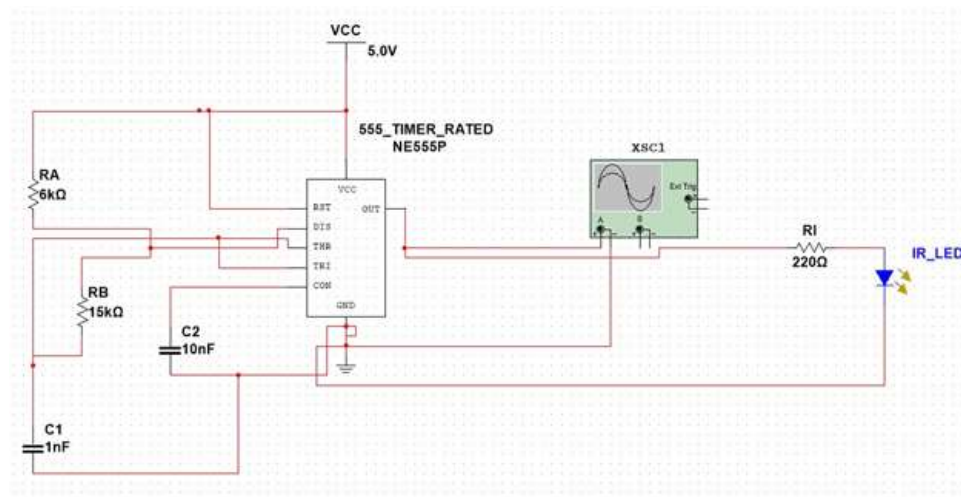 VCC
5.0V
555_TIMER_RATED
NE555P
XSC1
RA
6kΩ
VCC
RST
OUT
DIS
THR
TRI
CON
GND
Ext Trig
A
B
RI
220Ω
IR_LED
RB
15kΩ
C2
10nF
C1
1nF